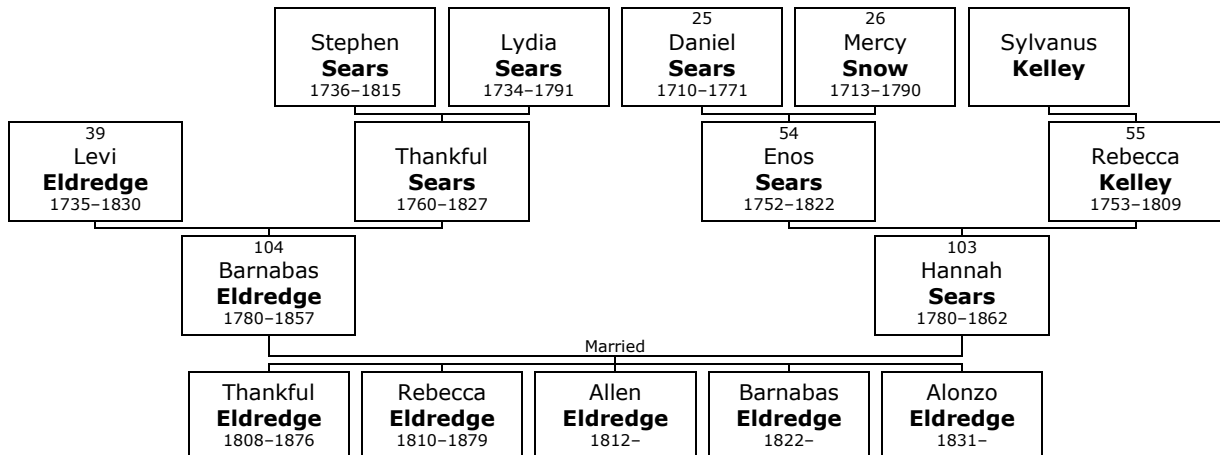 Stephen
Sears
1736–1815
Lydia
Sears
1734–1791
25
Daniel
Sears
1710–1771
26
Mercy
Snow
1713–1790
Sylvanus
Kelley
39
Levi
Eldredge
1735–1830
Thankful
Sears
1760–1827
54
Enos
Sears
1752–1822
55
Rebecca
Kelley
1753–1809
104
Barnabas
Eldredge
1780–1857
103
Hannah
Sears
1780–1862
Married
Thankful
Eldredge
1808–1876
Rebecca
Eldredge
1810–1879
Allen
Eldredge
1812–
Barnabas
Eldredge
1822–
Alonzo
Eldredge
1831–